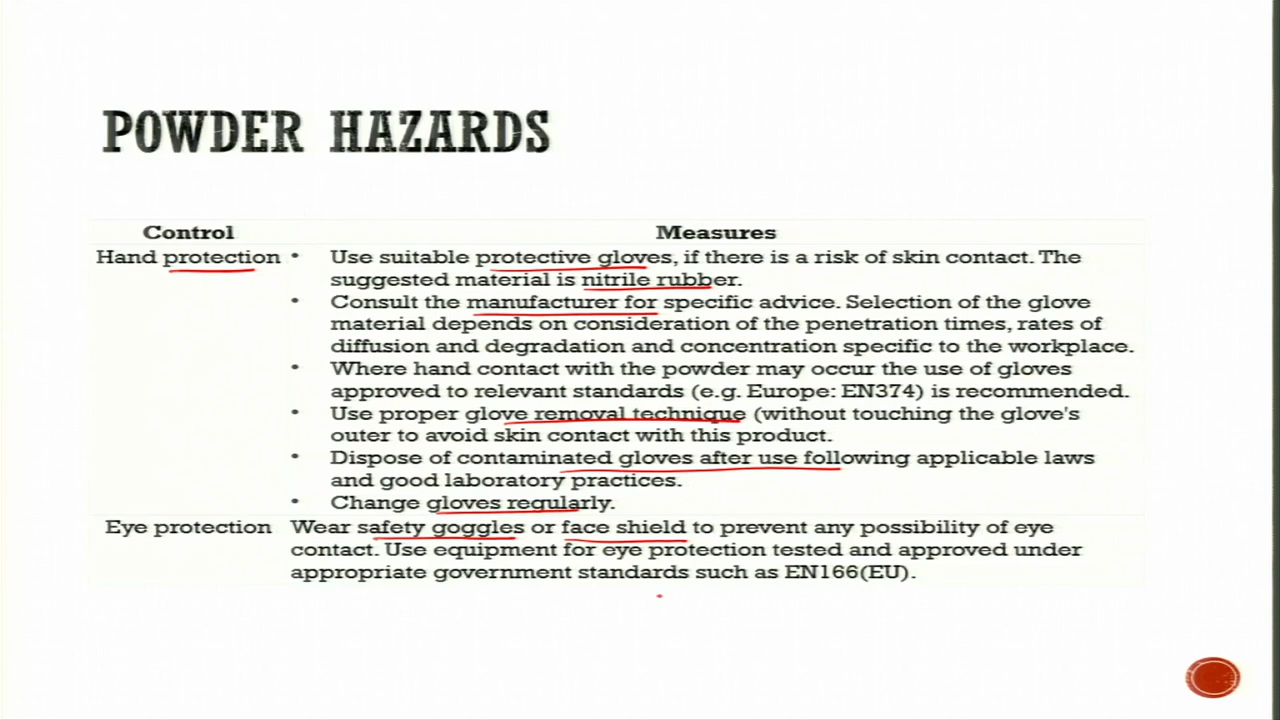 POWDER HAZARDS
Control Measures
Hand protection • Use suitable protective gloves, if there is a risk of skin contact. The
suggested material is nitrile rubber.
• Consult the manufacturer for specific advice. Selection of the glove
material depends on consideration of the penetration times, rates of
diffusion and degradation and concentration specific to the workplace.
• Where hand contact with the powder may occur the use of gloves
approved to relevant standards (e.g. Europe: EN374) is recommended.
• Use proper glove removal technique (without touching the glove's
outer to avoid skin contact with this product.
• Dispose of contaminated gloves after use following applicable laws
and good laboratory practices.
• Change gloves regularly.
Eye protection Wear safety goggles or face shield to prevent any possibility of eye
contact. Use equipment for eye protection tested and approved under
appropriate government standards such as EN166(EU).